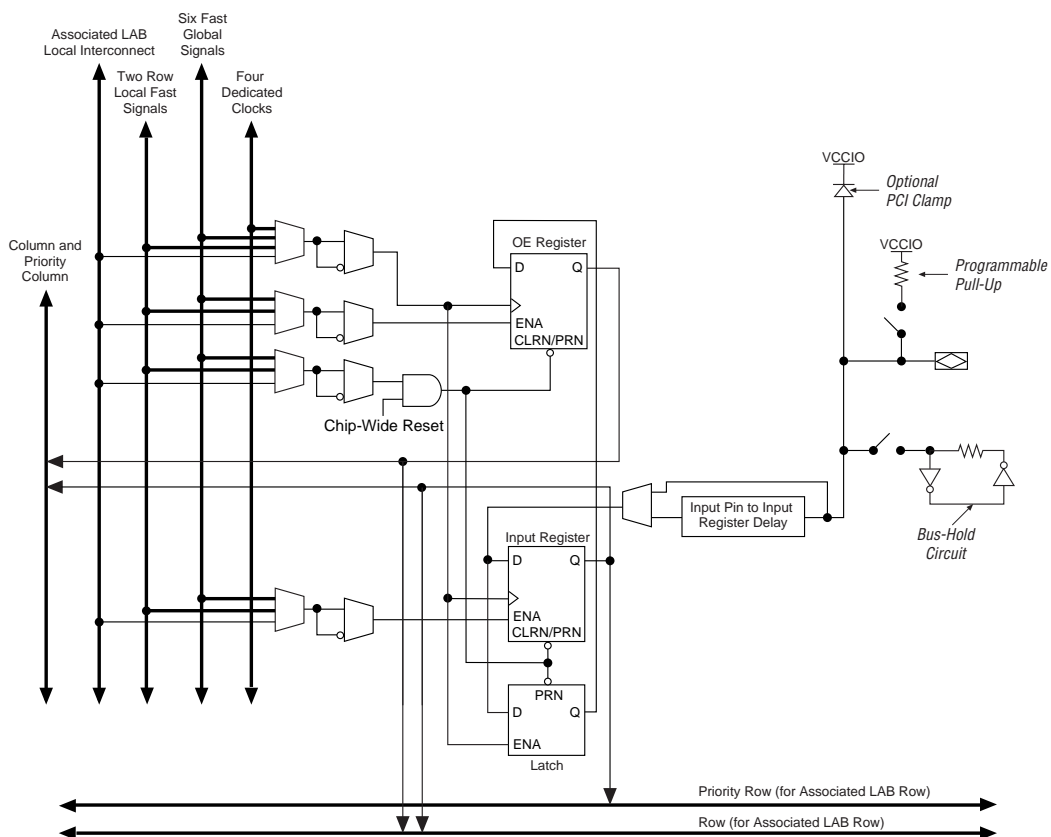 Six Fast
Global
Signals
Associated LAB
Local Interconnect
Two Row
Local Fast
Signals
Four
Dedicated
Clocks
Column and
Priority
Column
OE Register
D
Q
ENA
CLRN/PRN
Chip-Wide Reset
VCCIO
Optional
PCI Clamp
VCCIO
Programmable
Pull-Up
Input Pin to Input
Register Delay
Bus-Hold
Circuit
Input Register
D
Q
ENA
CLRN/PRN
PRN
D
Q
ENA
Latch
Priority Row (for Associated LAB Row)
Row (for Associated LAB Row)